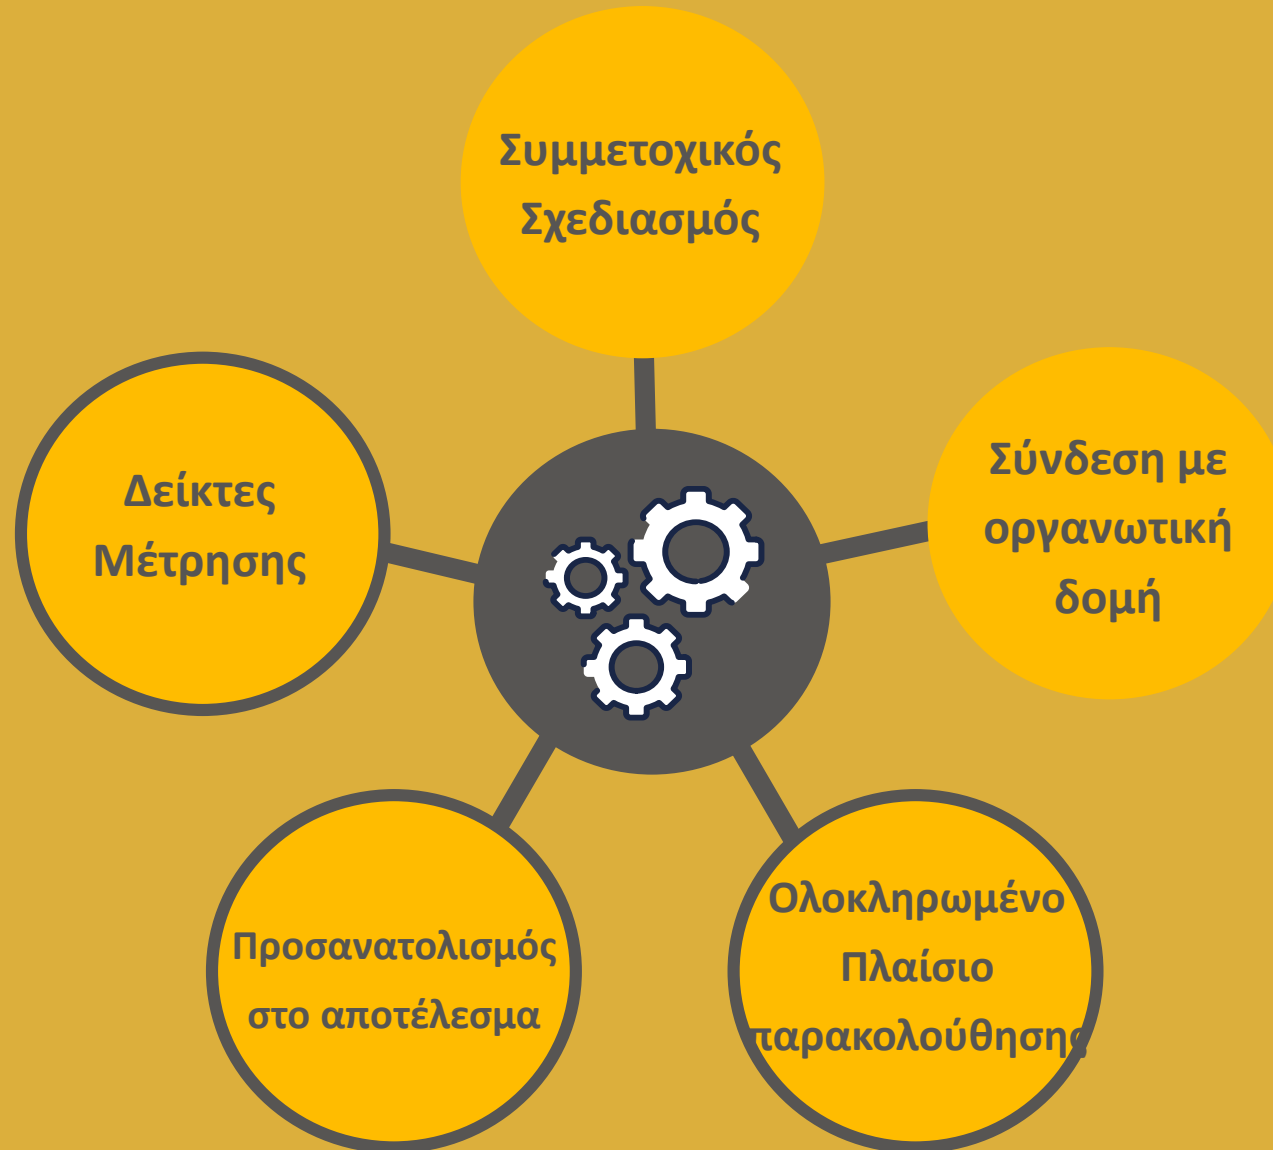 Συμμετοχικός
Σχεδιασμός
Σύνδεση με
οργανωτική
δομή
Δείκτες
Μέτρησης
Ολοκληρωμένο
Πλαίσιο
παρακολούθησης
Προσανατολισμός
στο αποτέλεσμα